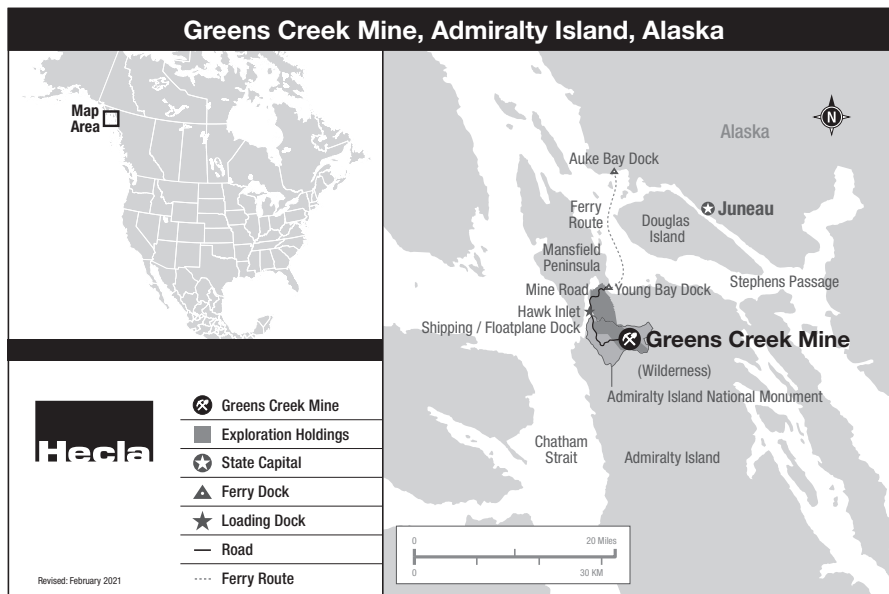 Greens Creek Mine, Admiralty Island, Alaska
Map
Area
Hecla
Revised: February 2021
Greens Creek Mine
Exploration Holdings
State Capital
Ferry Dock
Loading Dock
Road
Ferry Route
N
Alaska
Auke Bay Dock
Juneau
Ferry
Route
Douglas
Island
Mansfield
Peninsula
Stephens Passage
Mine Road
Young Bay Dock
Hawk Inlet
Shipping / Floatplane Dock
Greens Creek Mine
(Wilderness)
Admiralty Island National Monument
Chatham
Strait
Admiralty Island
0 20 Miles
0 30 KM